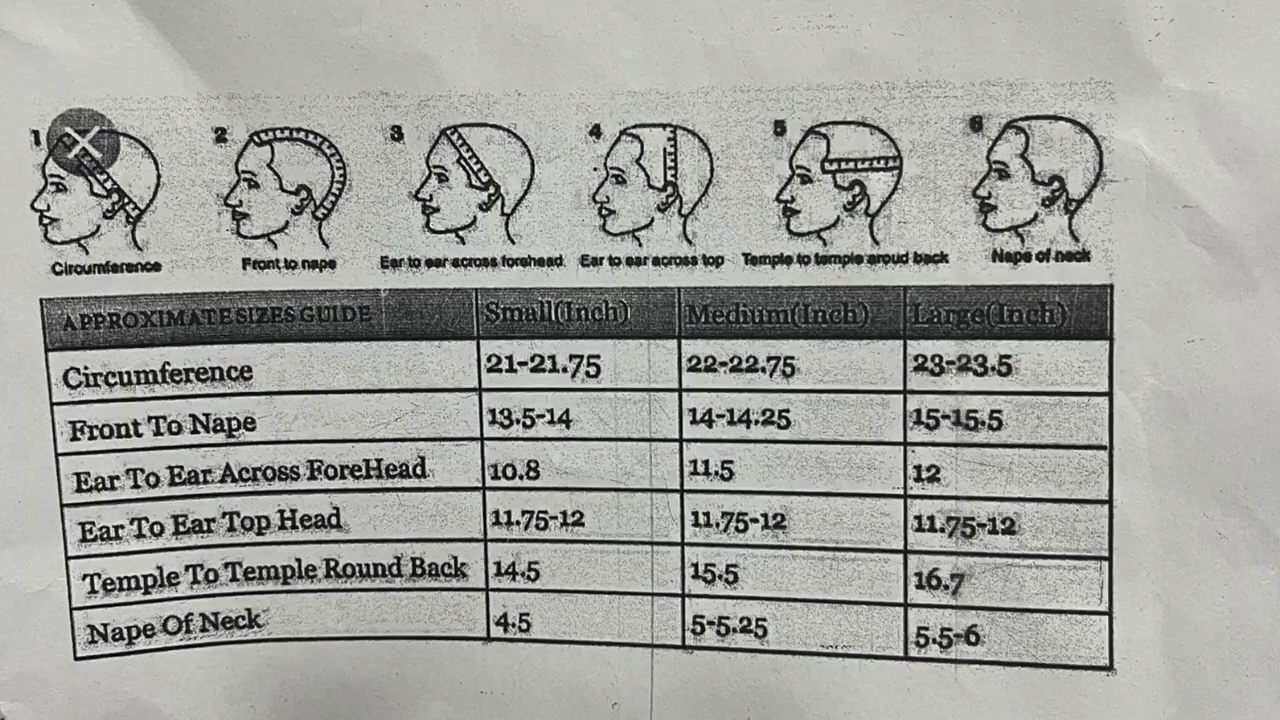 1 2 3 4 5 6
Circumference Front to nape Ear to ear across forehead Ear to ear across top Temple to temple aroud back Nape of neck
APPROXIMATE SIZES GUIDE Small(Inch) Medium(Inch) Large(Inch)
Circumference 21-21.75 22-22.75 23-23.5
Front To Nape 13.5-14 14-14.25 15-15.5
Ear To Ear Across ForeHead 10.8 11.5 12
Ear To Ear Top Head 11.75-12 11.75-12 11.75-12
Temple To Temple Round Back 14.5 15.5 16.7
Nape Of Neck 4.5 5-5.25 5.5-6